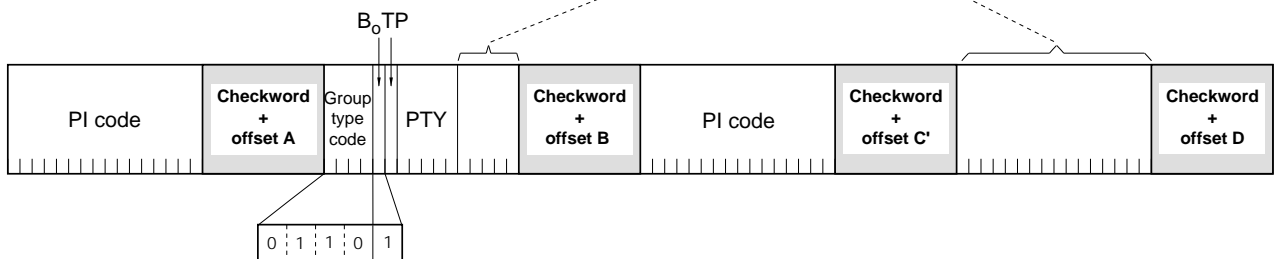 BoTP
PI code
Checkword
+
offset A
Group
type
code
PTY
Checkword
+
offset B
PI code
Checkword
+
offset C'
Checkword
+
offset D
0 1 1 0 1